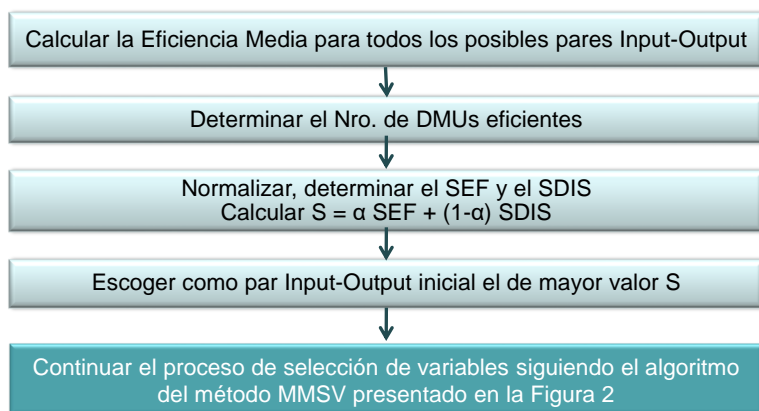 Calcular la Eficiencia Media para todos los posibles pares Input-Output
Determinar el Nro. de DMUs eficientes
Normalizar, determinar el SEF y el SDIS
Calcular S = α SEF + (1-α) SDIS
Escoger como par Input-Output inicial el de mayor valor S
Continuar el proceso de selección de variables siguiendo el algoritmo
del método MMSV presentado en la Figura 2